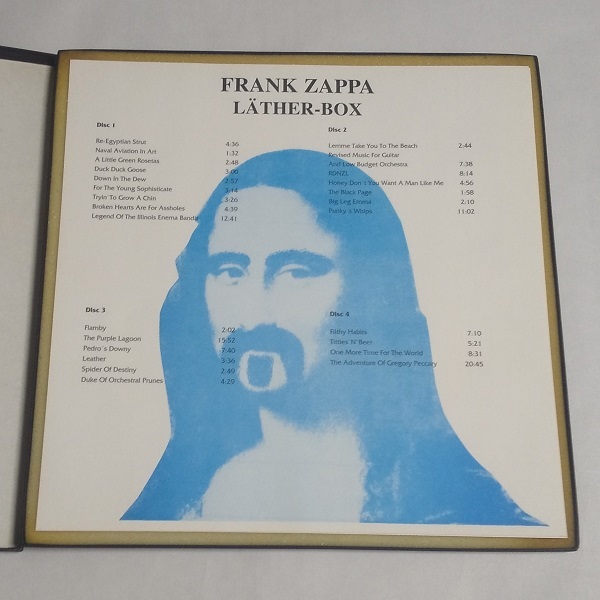 FRANK ZAPPA
LÄTHER-BOX
Disc 1
Re-Egyptian Strut 4:36
Naval Aviation In Art 1:32
A Little Green Roseias 2:48
Duck Duck Goose 3:00
Down In The Dew 2:57
For The Young Sophisticate 3:14
Tryin To Grow A Chin 3:26
Broken Hearts Are For Assholes 4:39
Legend Of The Illinois Enema Bandit 12:41
Disc 2
Lemme Take You To The Beach 2:44
Revised Music For Guitar
And Low Budget Orchestra 7:38
RDNZL 8:14
Honey Don´t You Want A Man Like Me 4:56
The Black Page 1:58
Big Leg Emma 2:10
Punky´s Whips 11:02
Disc 3
Flamby 2:02
The Purple Lagoon 15:52
Pedro´s Downy 7:40
Leather 3:36
Spider Of Destiny 2:49
Duke Of Orchestral Prunes 4:29
Disc 4
Filthy Habits 7:10
Titties 'N' Beer 5:21
One More Time For The World 8:31
The Adventure Of Gregory Peccary 20:45